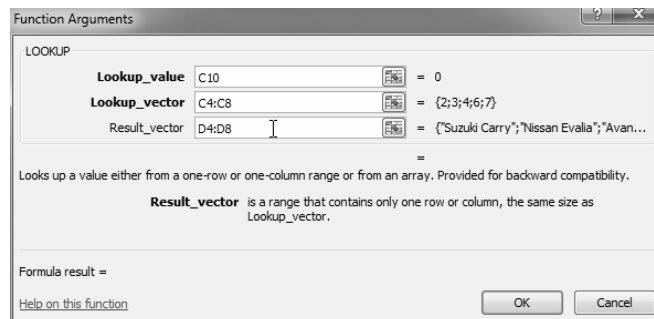 Function Arguments
? X
LOOKUP
Lookup_value C10 = 0
Lookup_vector C4:C8 = {2;3;4;6;7}
Result_vector D4:D8 = {"Suzuki Carry";"Nissan Evalia";"Avan...
=
Looks up a value either from a one-row or one-column range or from an array. Provided for backward compatibility.
Result_vector is a range that contains only one row or column, the same size as
Lookup_vector.
Formula result =
Help on this function OK Cancel